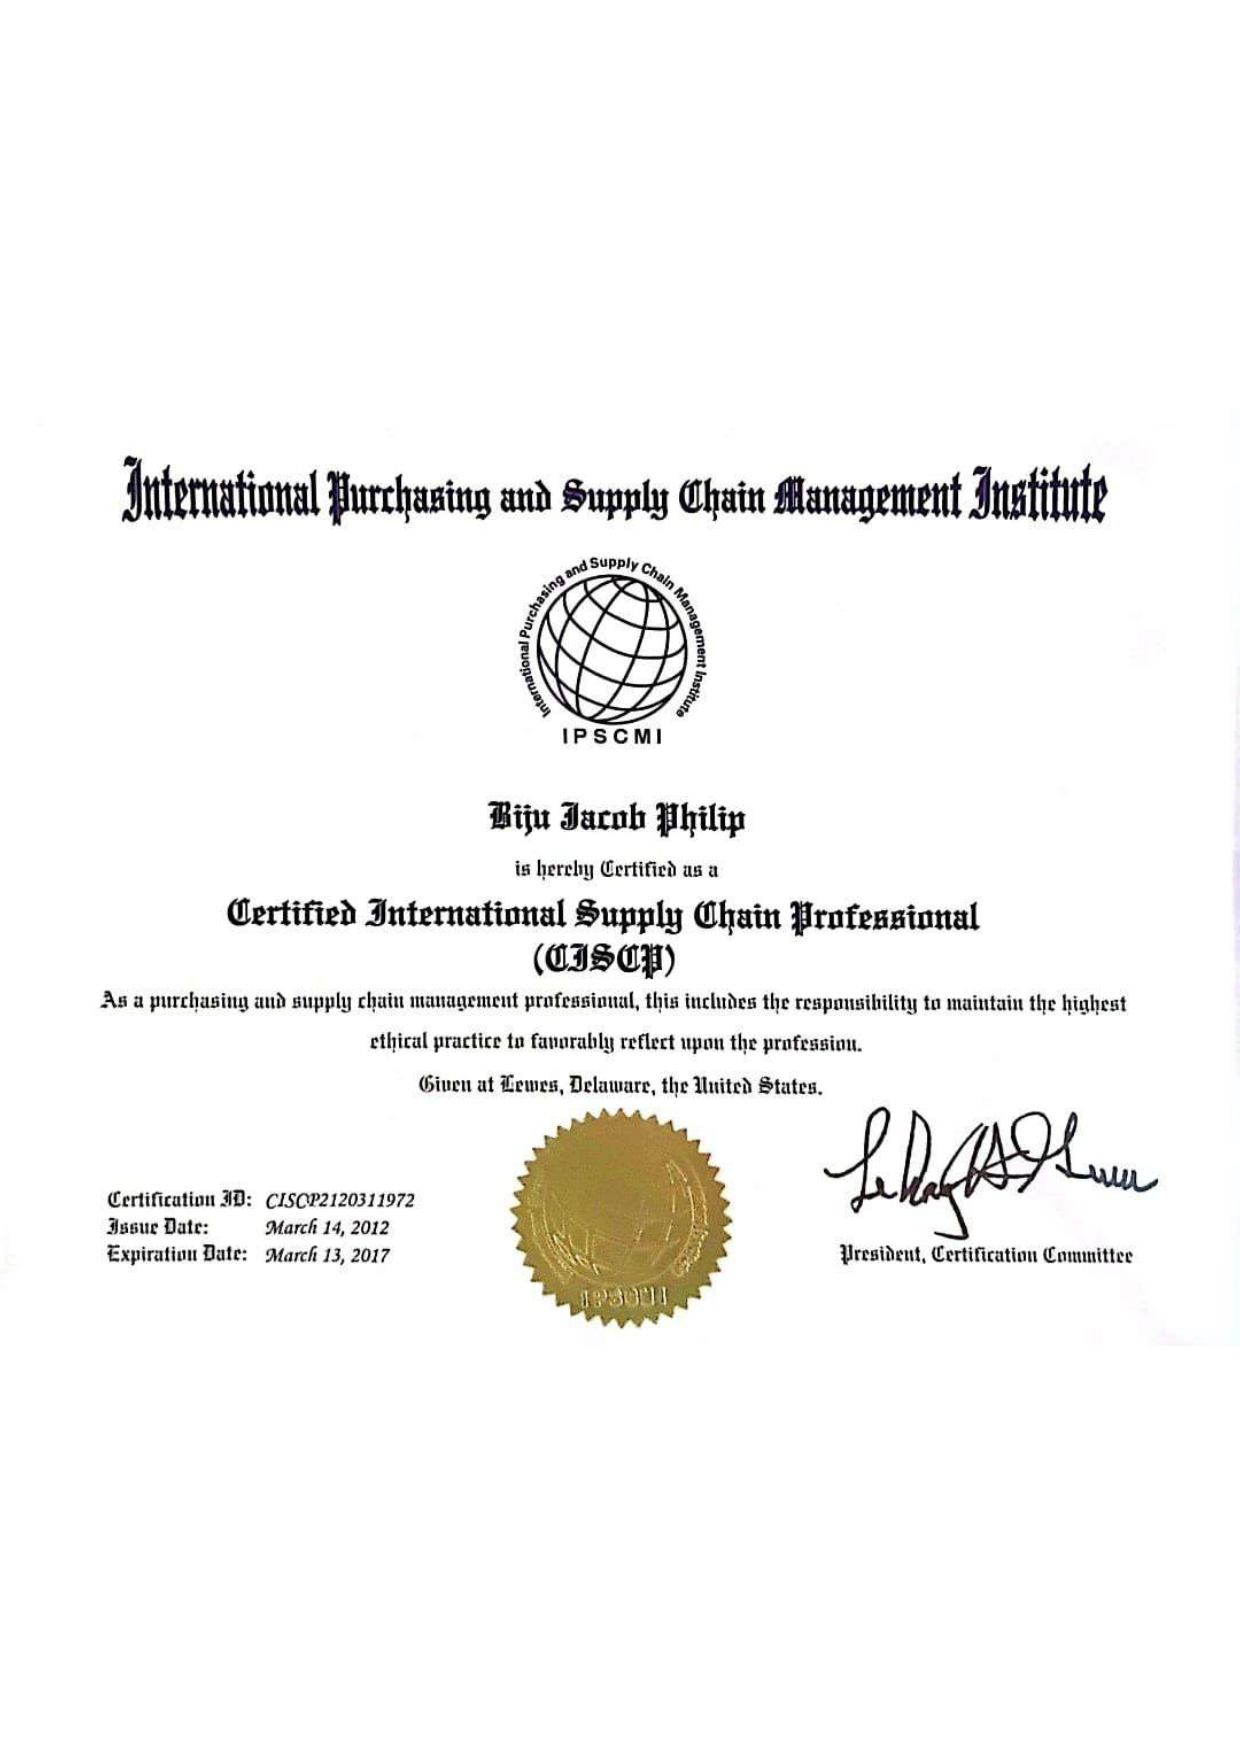 International Purchasing and Supply Chain Management Institute
International Purchasing and Supply Chain Management Institute
IPSCMI
Biju Jacob Philip
is hereby Certified as a
Certified International Supply Chain Professional
(CISCP)
As a purchasing and supply chain management professional, this includes the responsibility to maintain the highest
ethical practice to favorably reflect upon the profession.
Given at Lewes, Delaware, the United States.
Certification ID: CISCP2120311972
Issue Date: March 14, 2012
Expiration Date: March 13, 2017
IPSCMI
President, Certification Committee